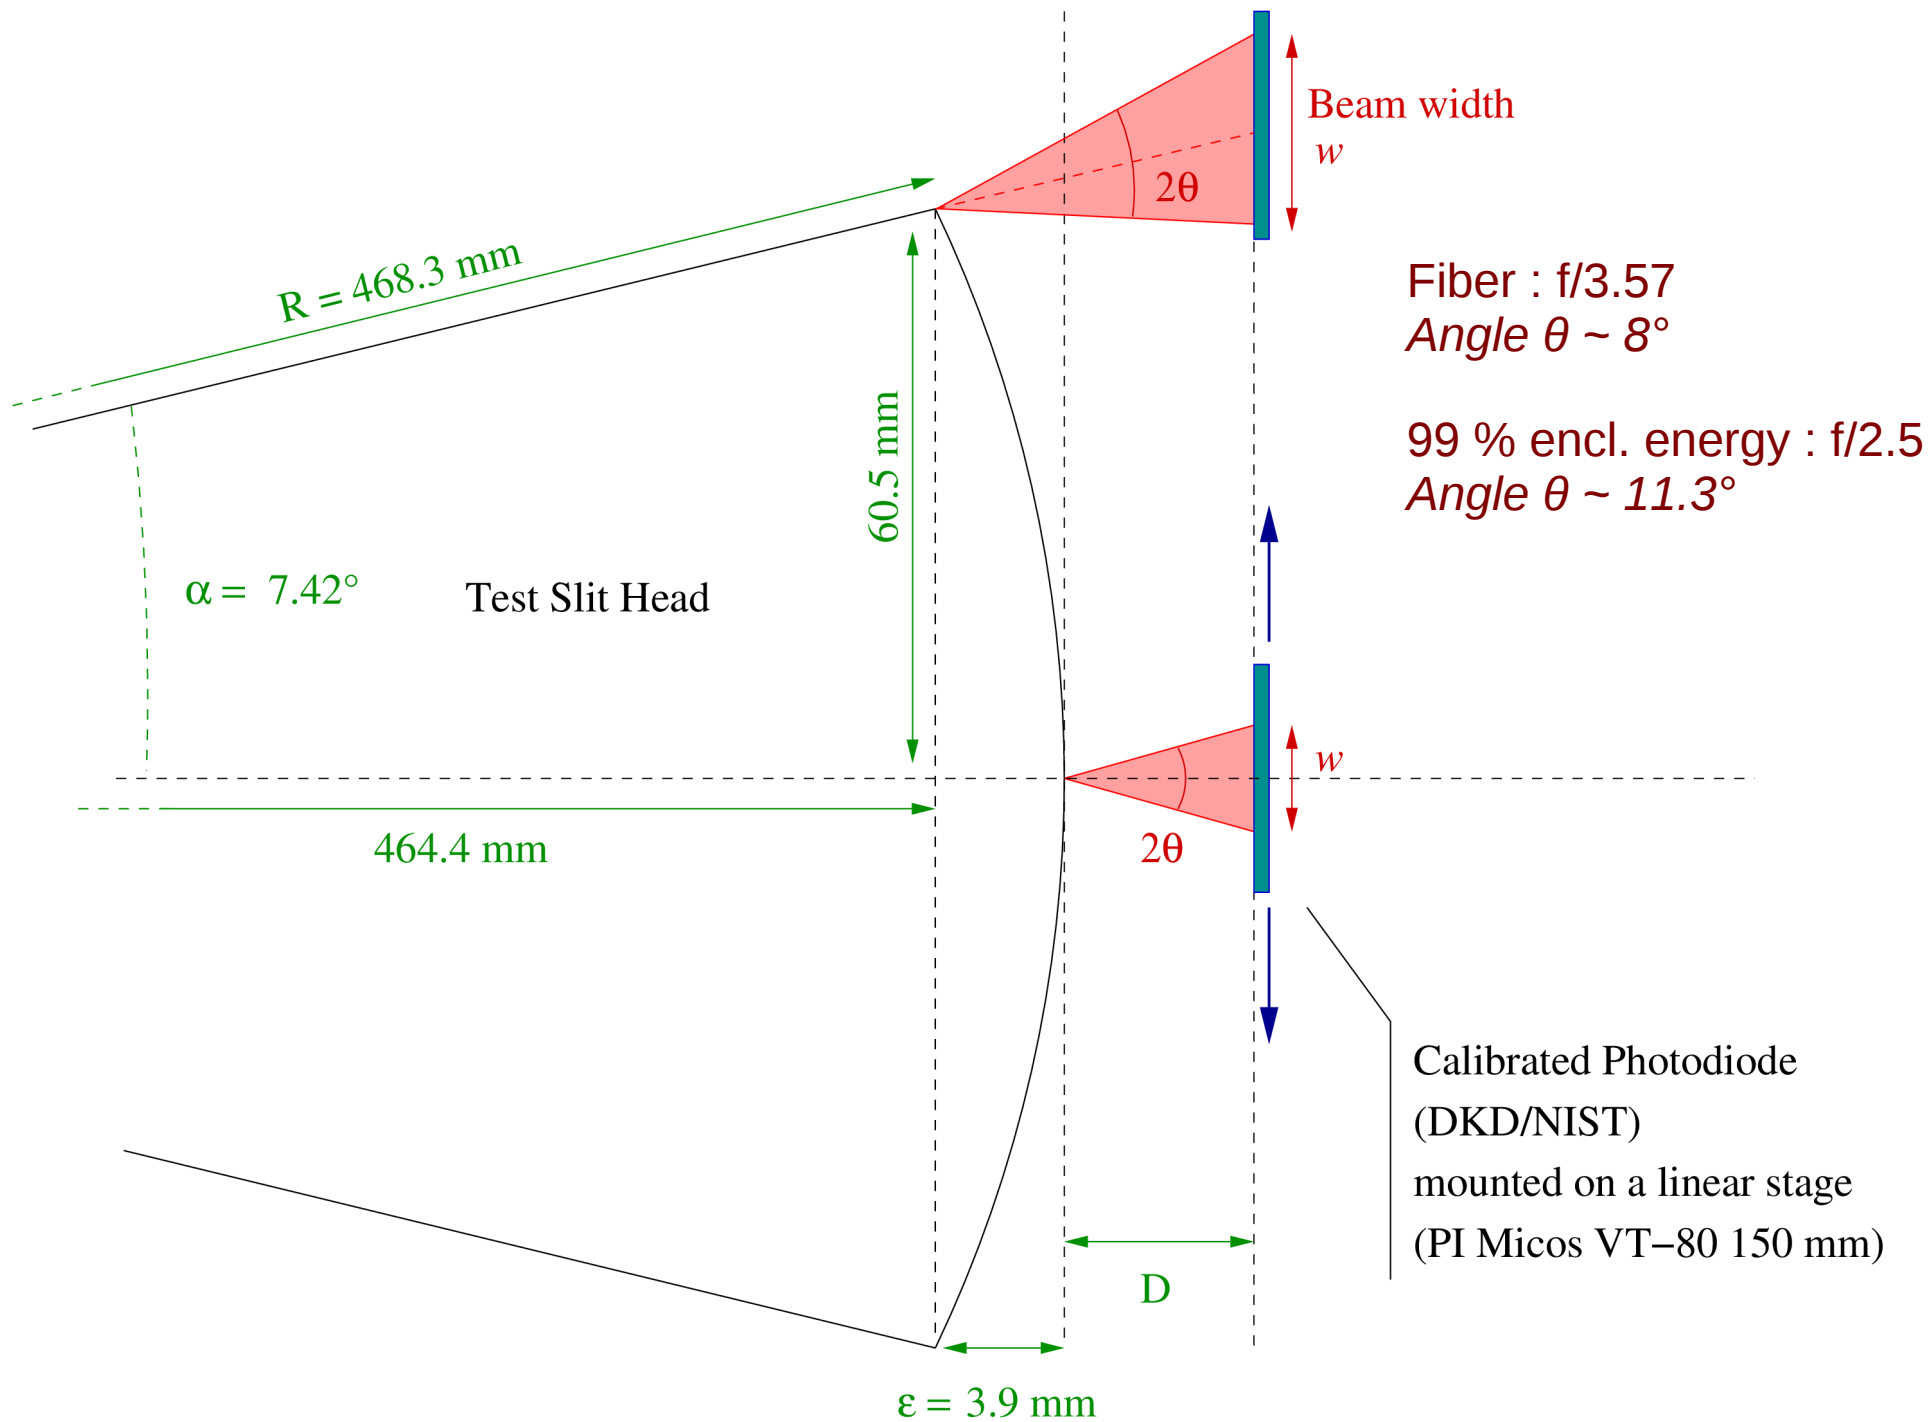 Beam width
w
2θ
R = 468.3 mm
Fiber : f/3.57
Angle θ ~ 8°
99 % encl. energy : f/2.5
Angle θ ~ 11.3°
60.5 mm
α = 7.42°
Test Slit Head
w
2θ
464.4 mm
Calibrated Photodiode
(DKD/NIST)
mounted on a linear stage
(PI Micos VT−80 150 mm)
D
ε = 3.9 mm